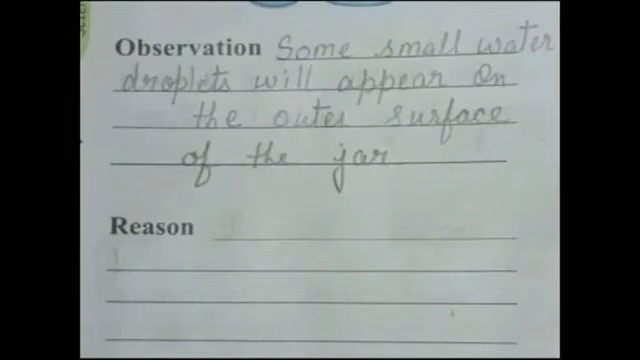 Observation Some small water
droplets will appear on
the outer surface
of the jar
Reason